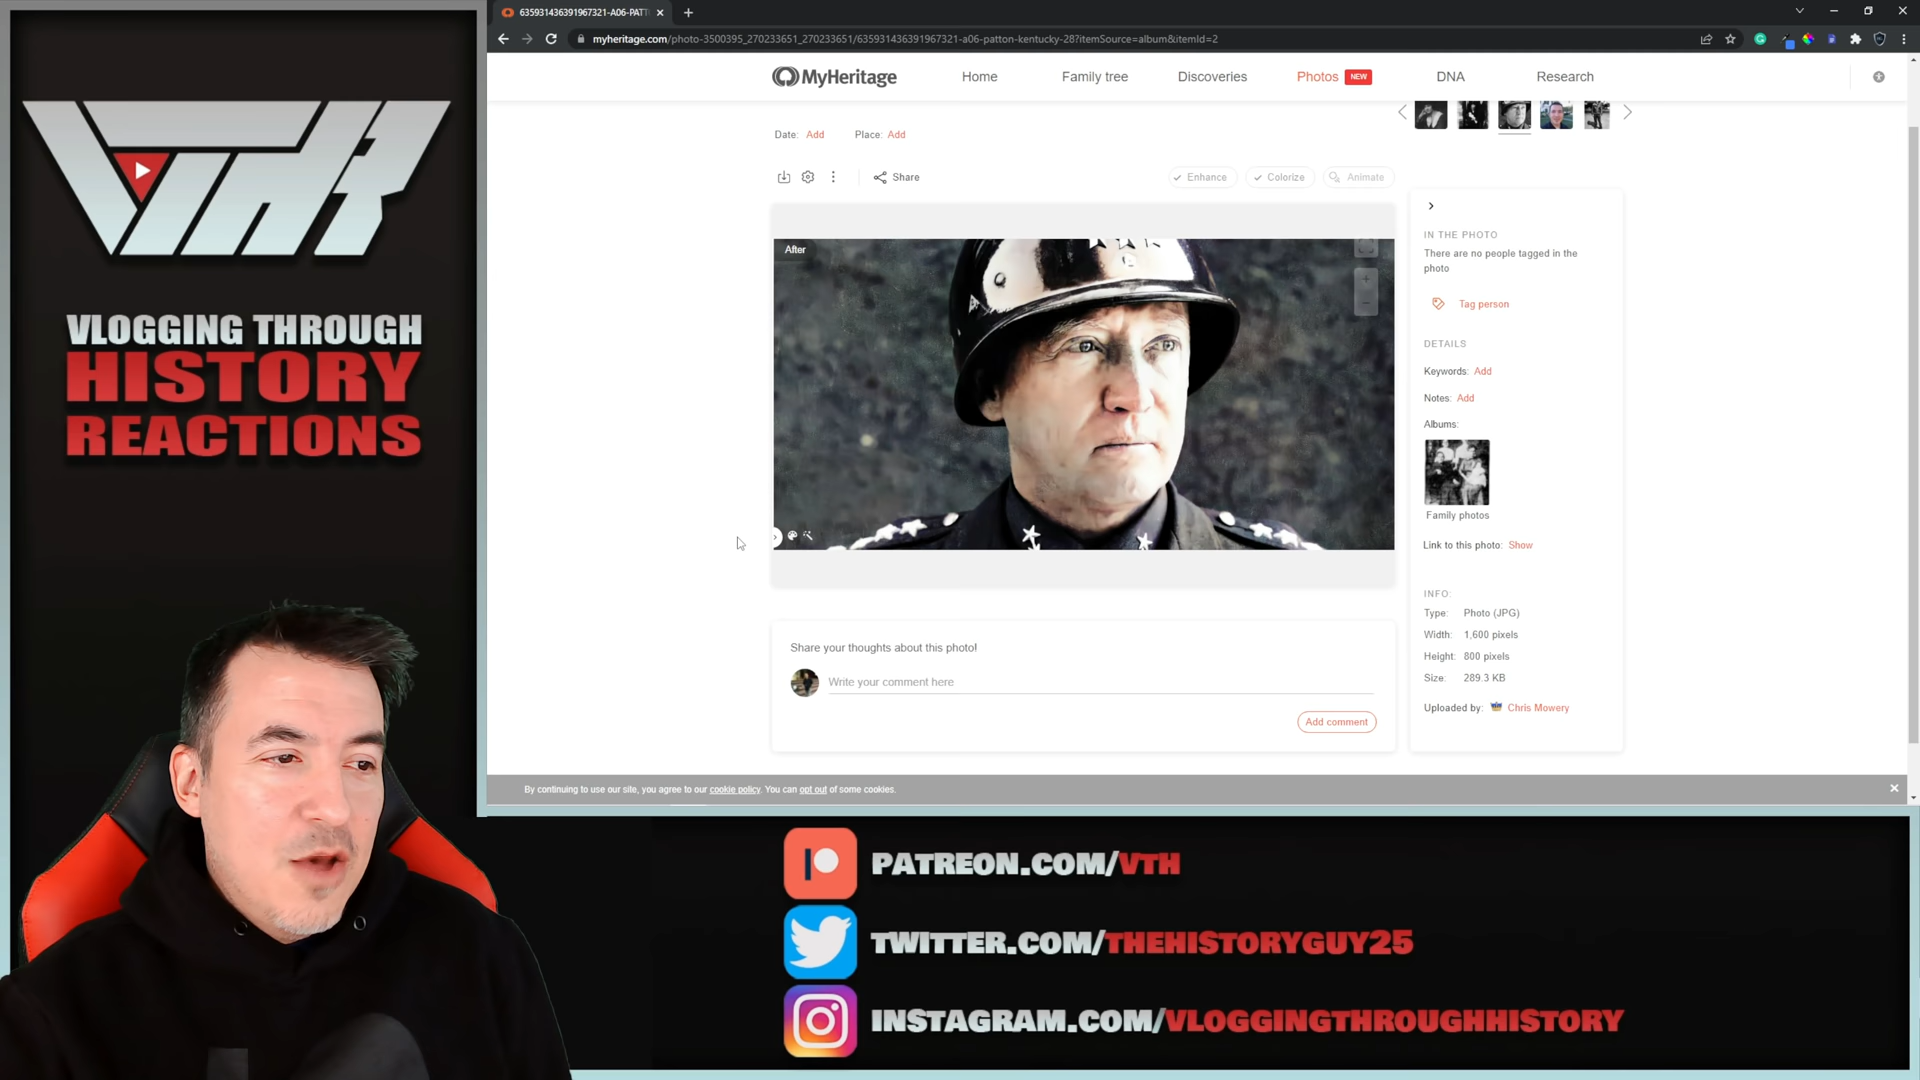 635931436391967321-A06-PATT
myheritage.com/photo-3500395_270233651_270233651/635931436391967321-a06-patton-kentucky-28?itemSource=album&itemId=2
MyHeritage
Home
Family tree
Discoveries
Photos
NEW
DNA
Research
Date: Add
Place: Add
Share
Enhance
Colorize
Animate
After
IN THE PHOTO
There are no people tagged in the
photo
Tag person
DETAILS
Keywords: Add
Notes: Add
Albums:
Family photos
Link to this photo: Show
INFO:
Type: Photo (JPG)
Width: 1,600 pixels
Height: 800 pixels
Size: 289.3 KB
Uploaded by: Chris Mowery
Share your thoughts about this photo!
Write your comment here
Add comment
By continuing to use our site, you agree to our cookie policy. You can opt out of some cookies.
VTHR
VLOGGING THROUGH
HISTORY
REACTIONS
PATREON.COM/VTH
TWITTER.COM/THEHISTORYGUY25
INSTAGRAM.COM/VLOGGINGTHROUGHHISTORY